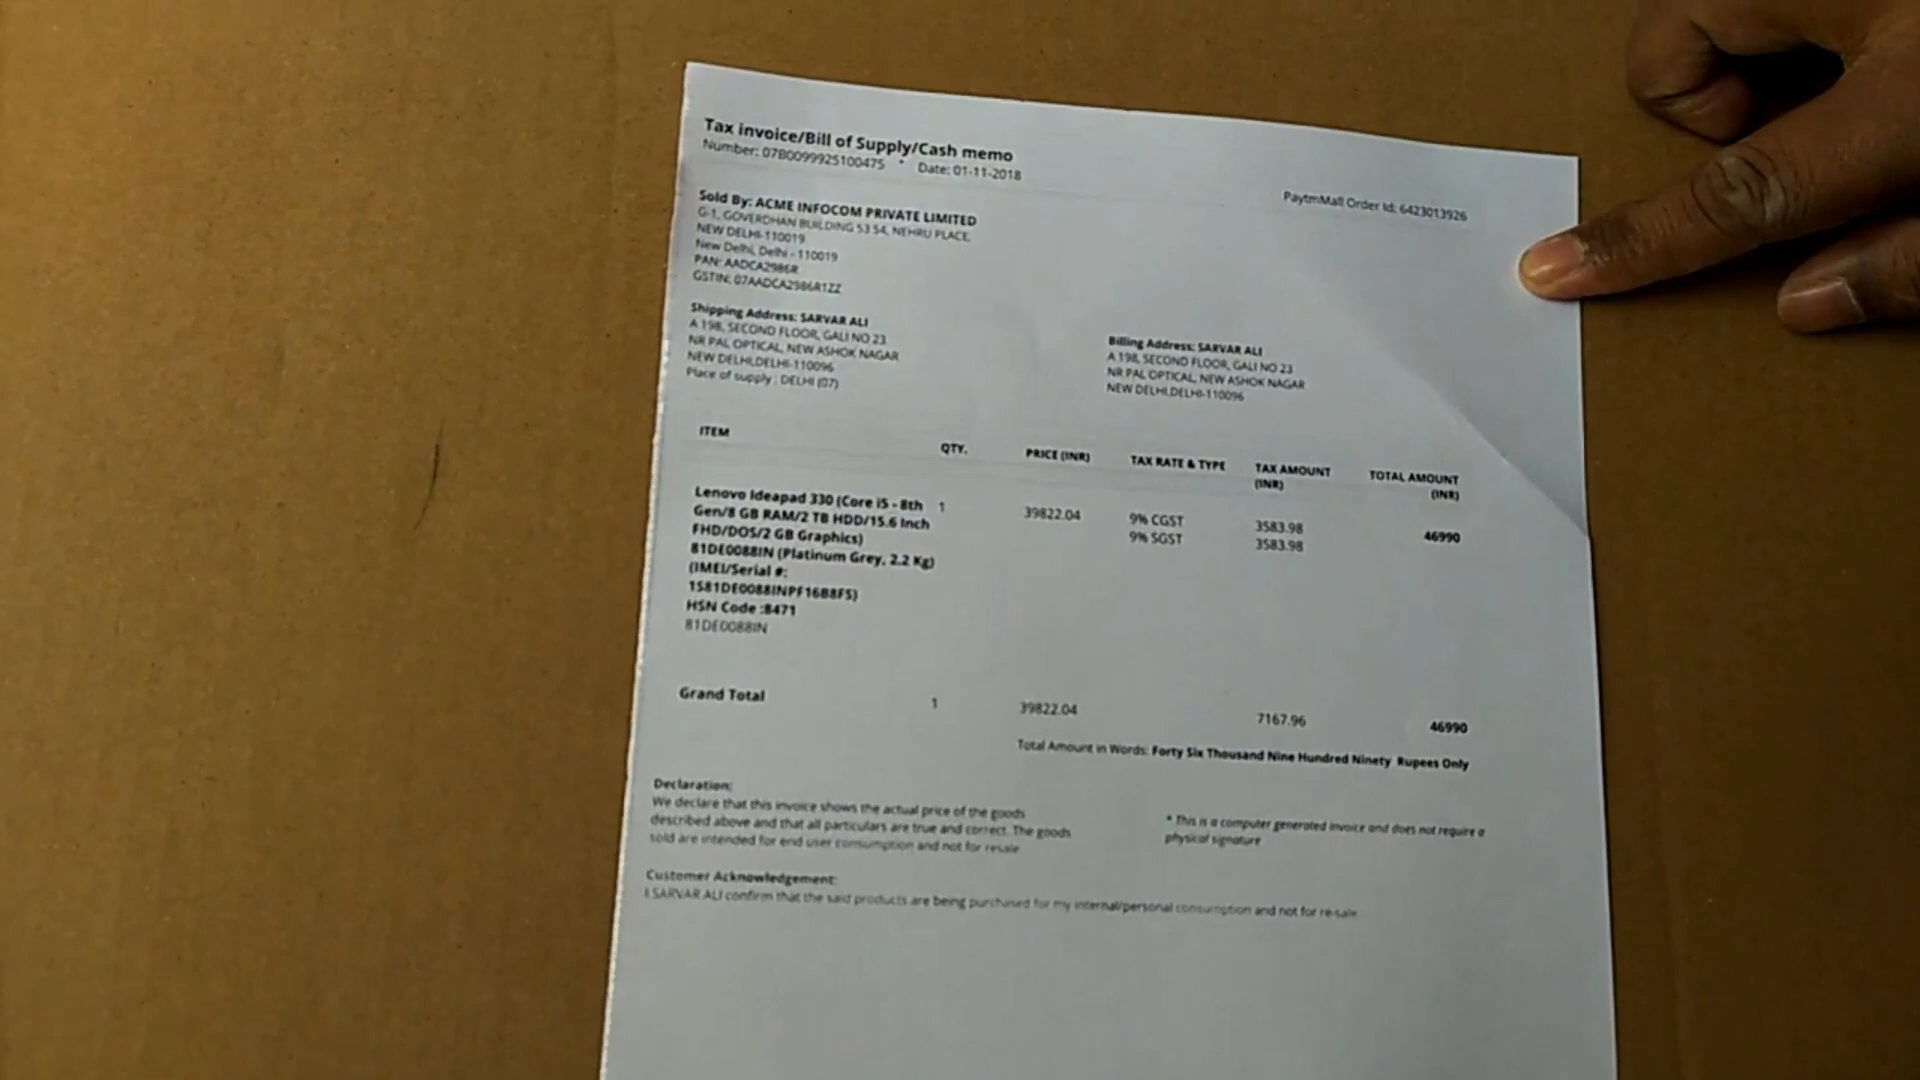 Tax invoice/Bill of Supply/Cash memo
Number: 07B0099925100475 * Date: 01-11-2018
PaytmMall Order Id: 6423013926
Sold By: ACME INFOCOM PRIVATE LIMITED
G-1, GOVERDHAN BUILDING 53 54, NEHRU PLACE,
NEW DELHI-110019
New Delhi, Delhi - 110019
PAN: AADCA2986R
GSTIN: 07AADCA2986R1ZZ
Shipping Address: SARVAR ALI
A 198, SECOND FLOOR, GALI NO 23
NR PAL OPTICAL, NEW ASHOK NAGAR
NEW DELHI,DELHI-110096
Place of supply : DELHI (07)
Billing Address: SARVAR ALI
A 198, SECOND FLOOR, GALI NO 23
NR PAL OPTICAL, NEW ASHOK NAGAR
NEW DELHI,DELHI-110096
ITEM QTY. PRICE (INR) TAX RATE & TYPE TAX AMOUNT (INR) TOTAL AMOUNT (INR)
Lenovo Ideapad 330 (Core i5 - 8th 1 39822.04 9% CGST 3583.98 46990
Gen/8 GB RAM/2 TB HDD/15.6 Inch 9% SGST 3583.98
FHD/DOS/2 GB Graphics)
81DE0088IN (Platinum Grey, 2.2 Kg)
(IMEI/Serial #:
1S81DE0088INPF16B8FS)
HSN Code :8471
81DE0088IN
Grand Total 1 39822.04 7167.96 46990
Total Amount in Words: Forty Six Thousand Nine Hundred Ninety Rupees Only
Declaration:
We declare that this invoice shows the actual price of the goods
described above and that all particulars are true and correct. The goods
sold are intended for end user consumption and not for resale
* This is a computer generated invoice and does not require a
physical signature
Customer Acknowledgement:
I SARVAR ALI confirm that the said products are being purchased for my internal/personal consumption and not for re-sale